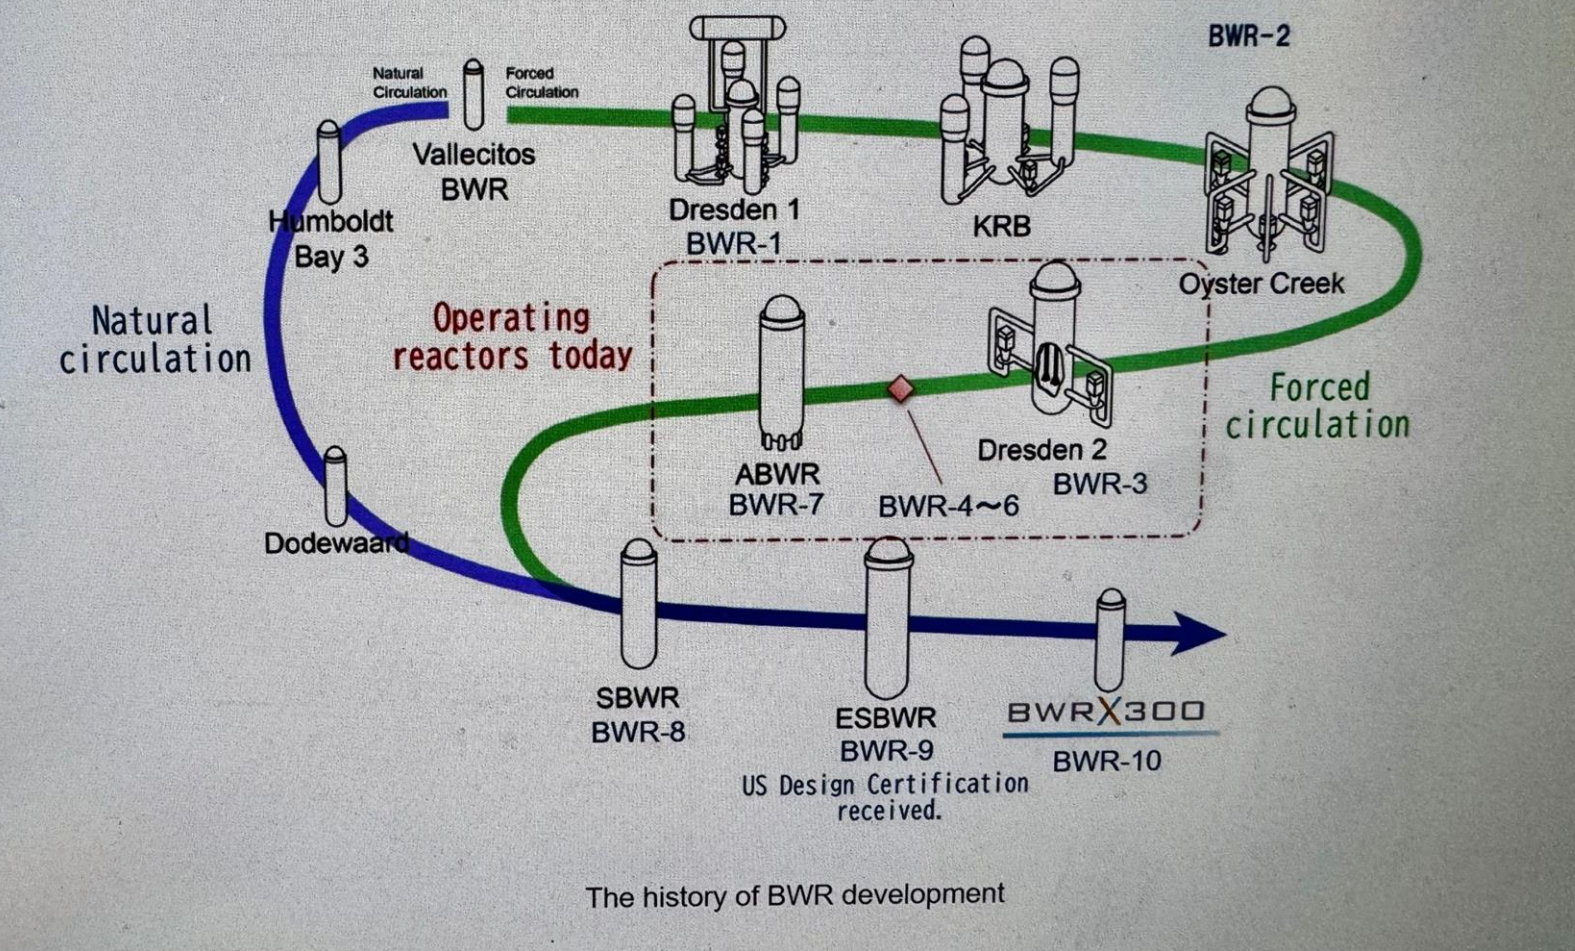 BWR-2
Natural
Circulation
Forced
Circulation
Vallecitos
BWR
Humboldt
Bay 3
Dresden 1
BWR-1
KRB
Oyster Creek
Natural
circulation
Operating
reactors today
Forced
circulation
Dresden 2
BWR-3
ABWR
BWR-7
BWR-4〜6
Dodewaard
SBWR
BWR-8
ESBWR
BWR-9
US Design Certification
received.
BWRX300
BWR-10
The history of BWR development